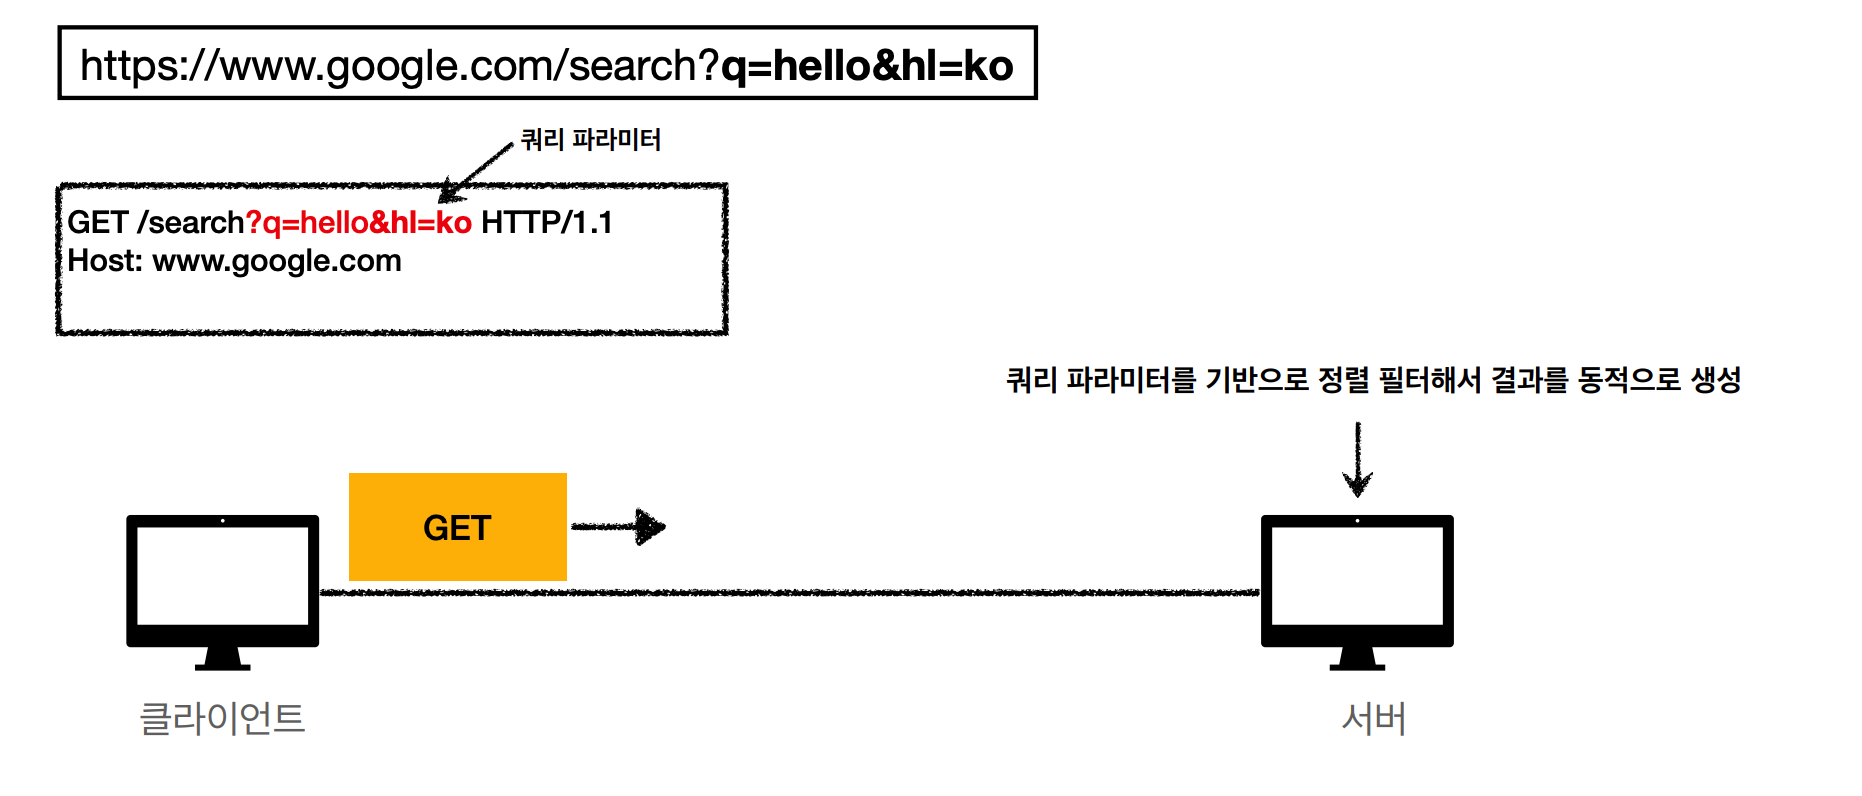 https://www.google.com/search?q=hello&hl=ko
쿼리 파라미터
GET /search?q=hello&hl=ko HTTP/1.1
Host: www.google.com
쿼리 파라미터를 기반으로 정렬 필터해서 결과를 동적으로 생성
GET
클라이언트
서버